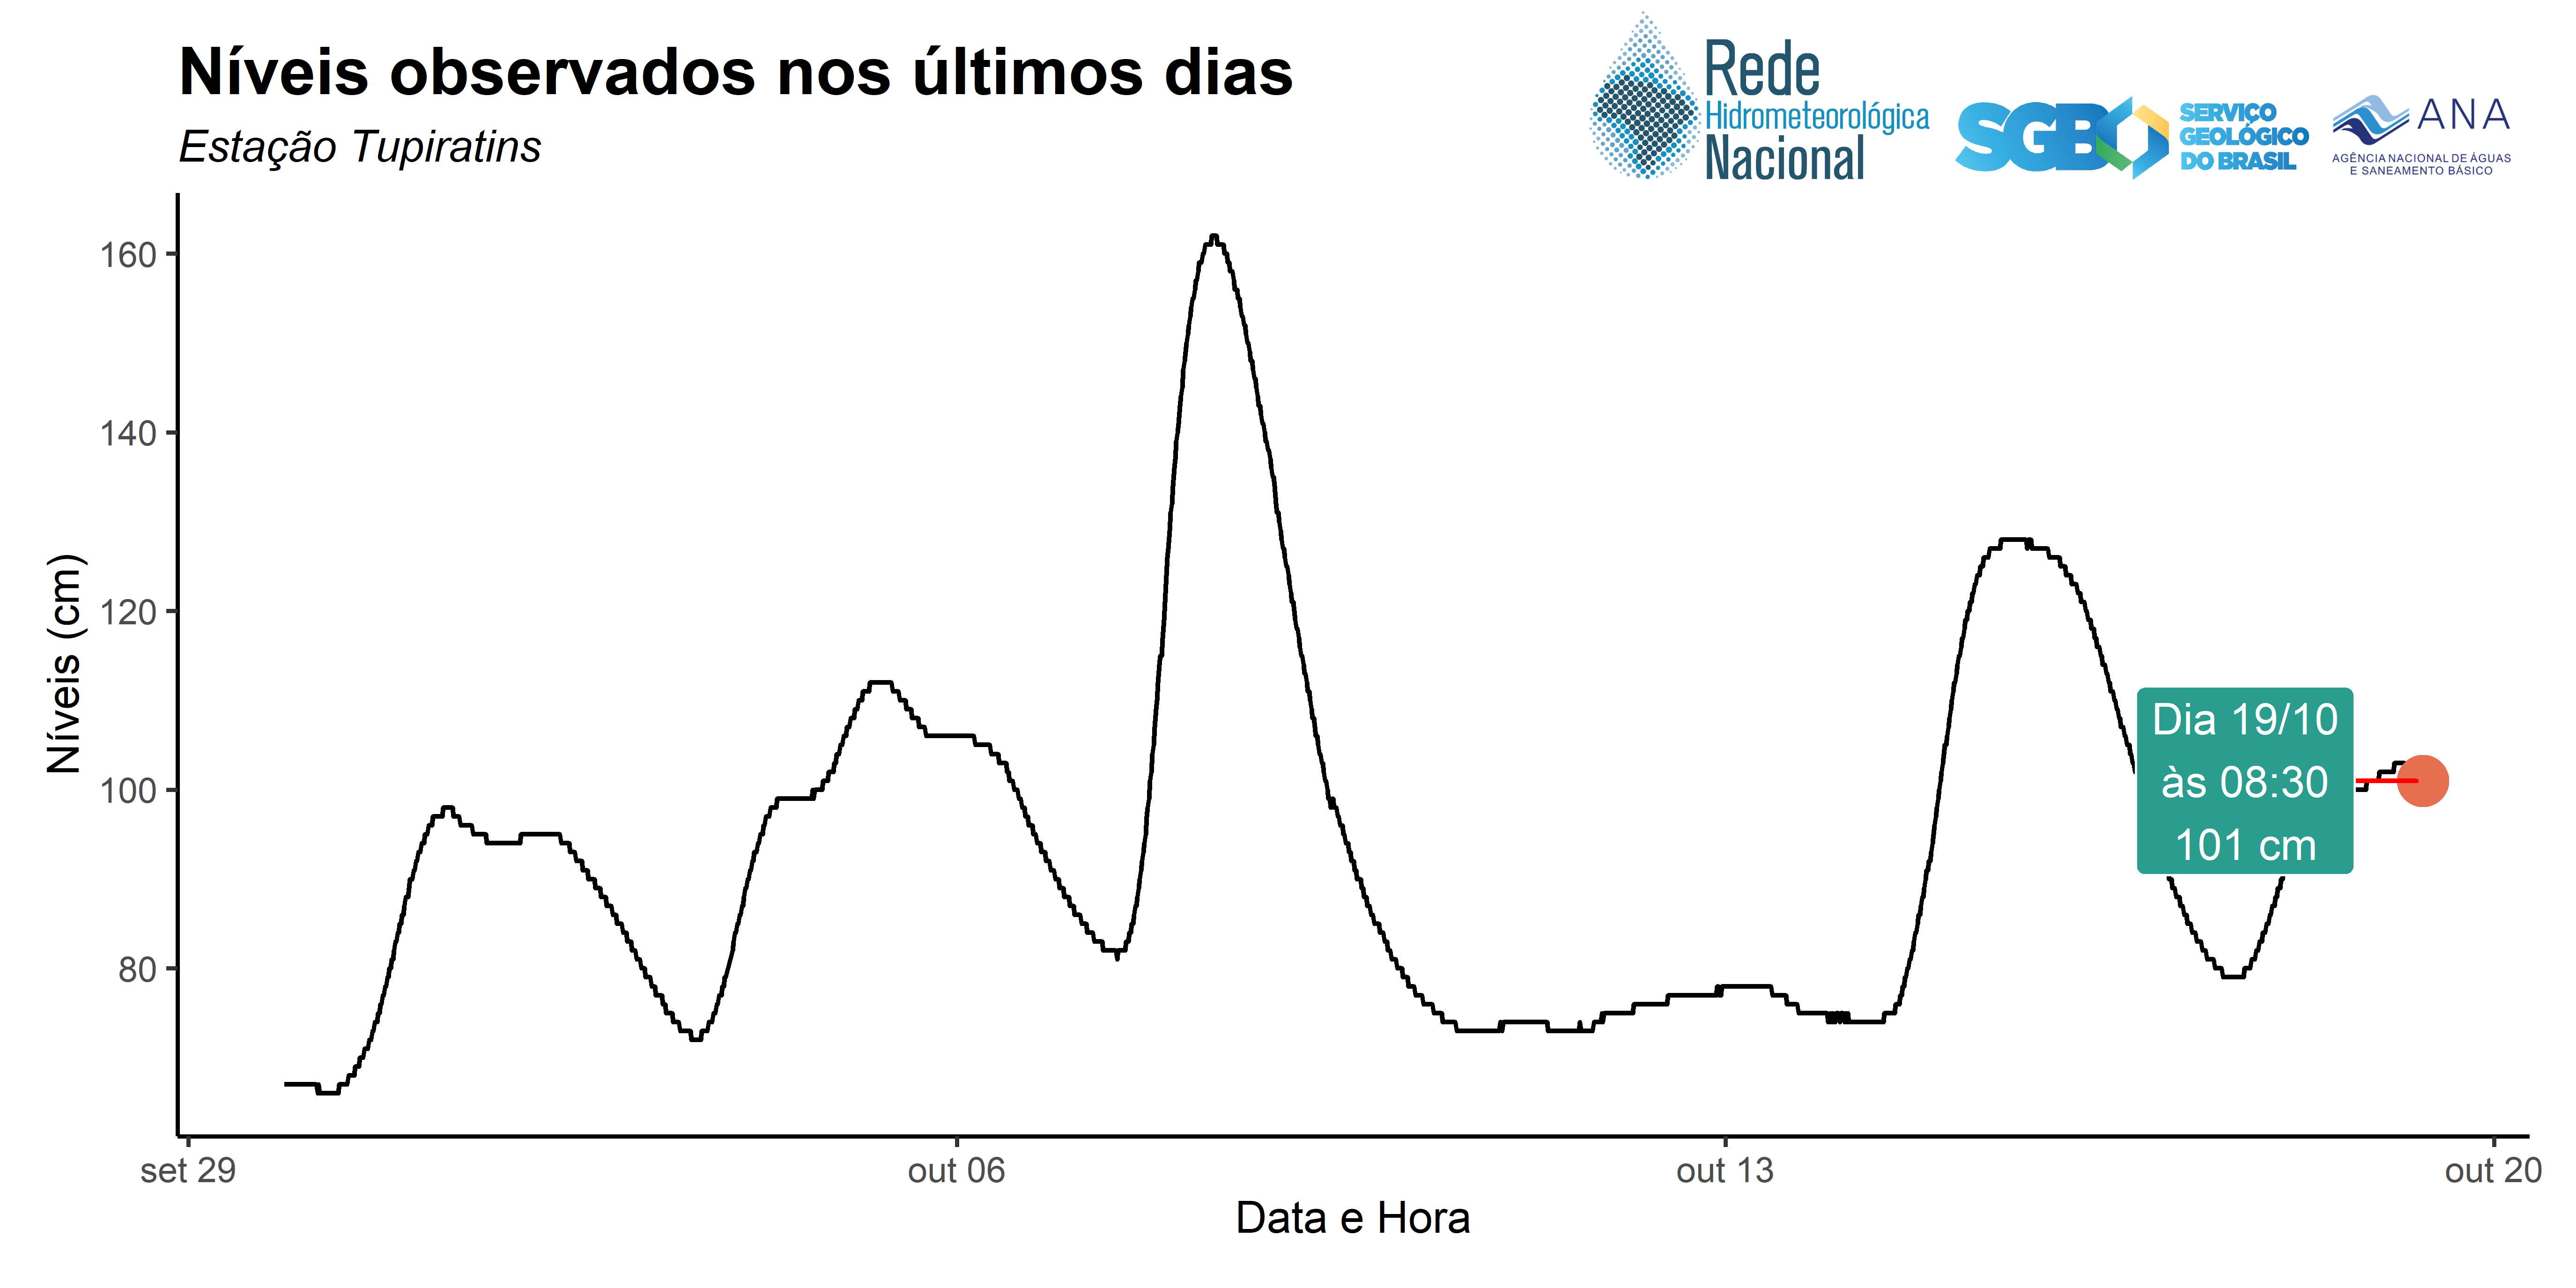 Níveis observados nos últimos dias
Estação Tupiratins
Rede
Hidrometeorológica
Nacional
SGB
SERVIÇO
GEOLÓGICO
DO BRASIL
ANA
AGÊNCIA NACIONAL DE ÁGUAS
E SANEAMENTO BÁSICO
Níveis (cm)
160
140
120
100
80
Dia 19/10
às 08:30
101 cm
set 29
out 06
out 13
out 20
Data e Hora